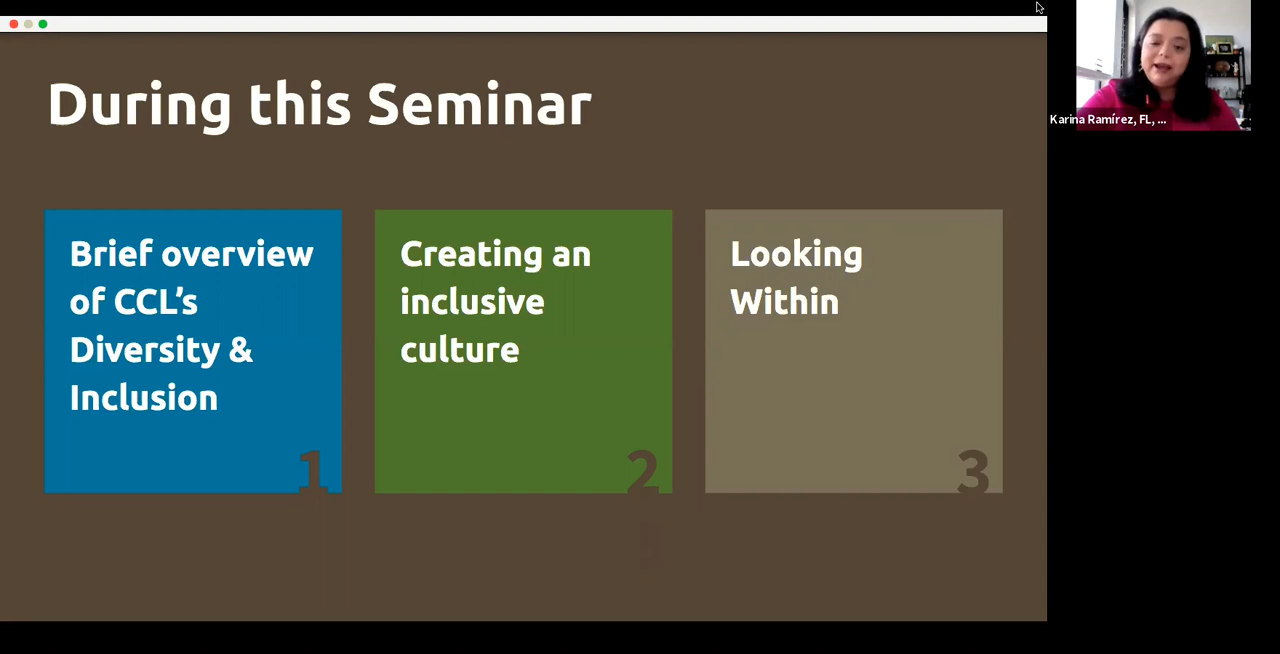 During this Seminar
Brief overview
of CCL’s
Diversity &
Inclusion
1
Creating an
inclusive
culture
2
Looking
Within
3
Karina Ramírez, FL, ...